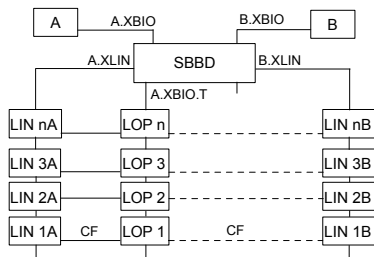 A A.XBIO B.XBIO B
A.XLIN SBBD B.XLIN
A.XBIO.T
LIN nA LOP n LIN nB
LIN 3A LOP 3 LIN 3B
LIN 2A LOP 2 LIN 2B
LIN 1A CF LOP 1 CF LIN 1B